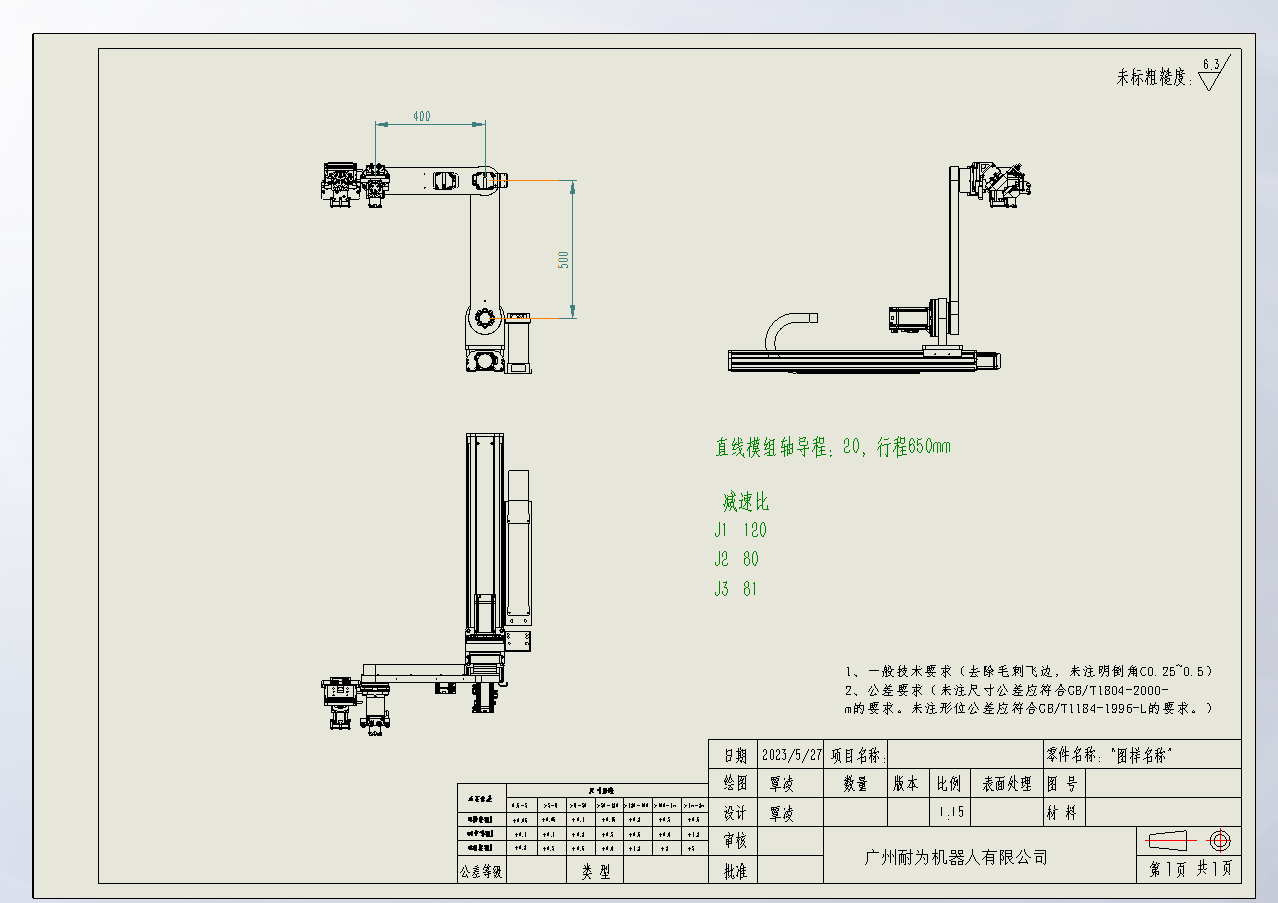 未标粗糙度: 6.3
400
500
直线模组轴导程: 20, 行程650mm
减速比
J1 120
J2 80
J3 81
1、一般技术要求（去除毛刺飞边, 未注明倒角C0.25~0.5）
2、公差要求（未注尺寸公差应符合GB/T1804-2000-
m的要求。未注形位公差应符合GB/T1184-1996-L的要求。）
日期 2023/5/27 项目名称: 零件名称: "图样名称"
绘图 覃凌 数量 版本 比例 表面处理 图 号
设计 覃凌 1:15 材 料
审核
广州耐为机器人有限公司
公差等级 类 型 批准 第1页 共1页